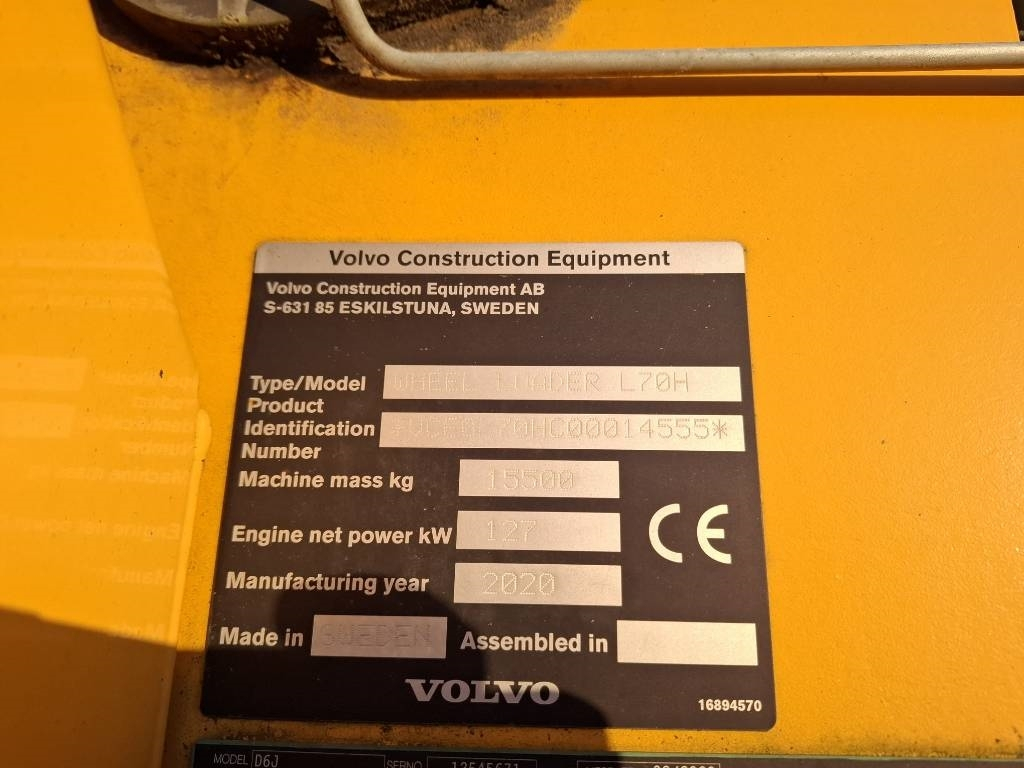 Volvo Construction Equipment
Volvo Construction Equipment AB
S-631 85 ESKILSTUNA, SWEDEN
Type/Model WHEEL LOADER L70H
Product
Identification HC00014555*
Number
Machine mass kg 15500
Engine net power kW 127
Manufacturing year 2020
CE
Made in SWEDEN Assembled in
VOLVO
16894570
MODEL D6J SERNO